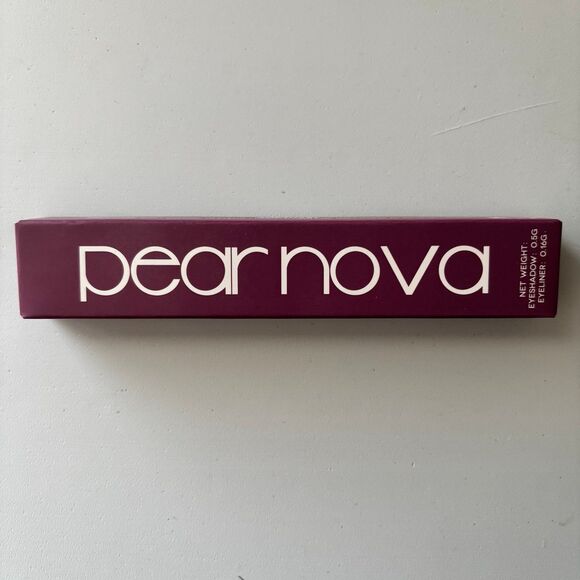 pear nova
NET WEIGHT:
EYESHADOW: 0.5G
EYELINER: 0.16G